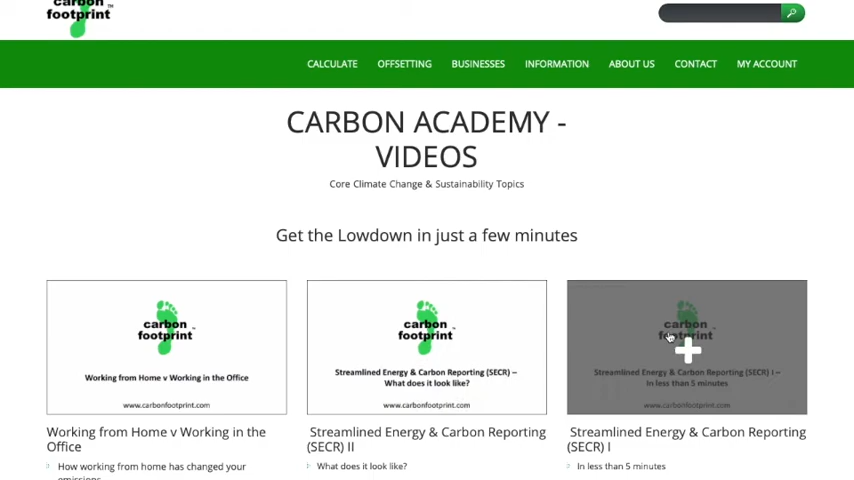 carbon
footprint™
CALCULATE OFFSETTING BUSINESSES INFORMATION ABOUT US CONTACT MY ACCOUNT
CARBON ACADEMY -
VIDEOS
Core Climate Change & Sustainability Topics
Get the Lowdown in just a few minutes
carbon
footprint™
Working from Home v Working in the Office
www.carbonfootprint.com
carbon
footprint™
Streamlined Energy & Carbon Reporting (SECR) –
What does it look like?
www.carbonfootprint.com
carbon
footprint™
Streamlined Energy & Carbon Reporting (SECR) I –
In less than 5 minutes
www.carbonfootprint.com
Working from Home v Working in the
Office
How working from home has changed your
emissions
Streamlined Energy & Carbon Reporting
(SECR) II
What does it look like?
Streamlined Energy & Carbon Reporting
(SECR) I
In less than 5 minutes